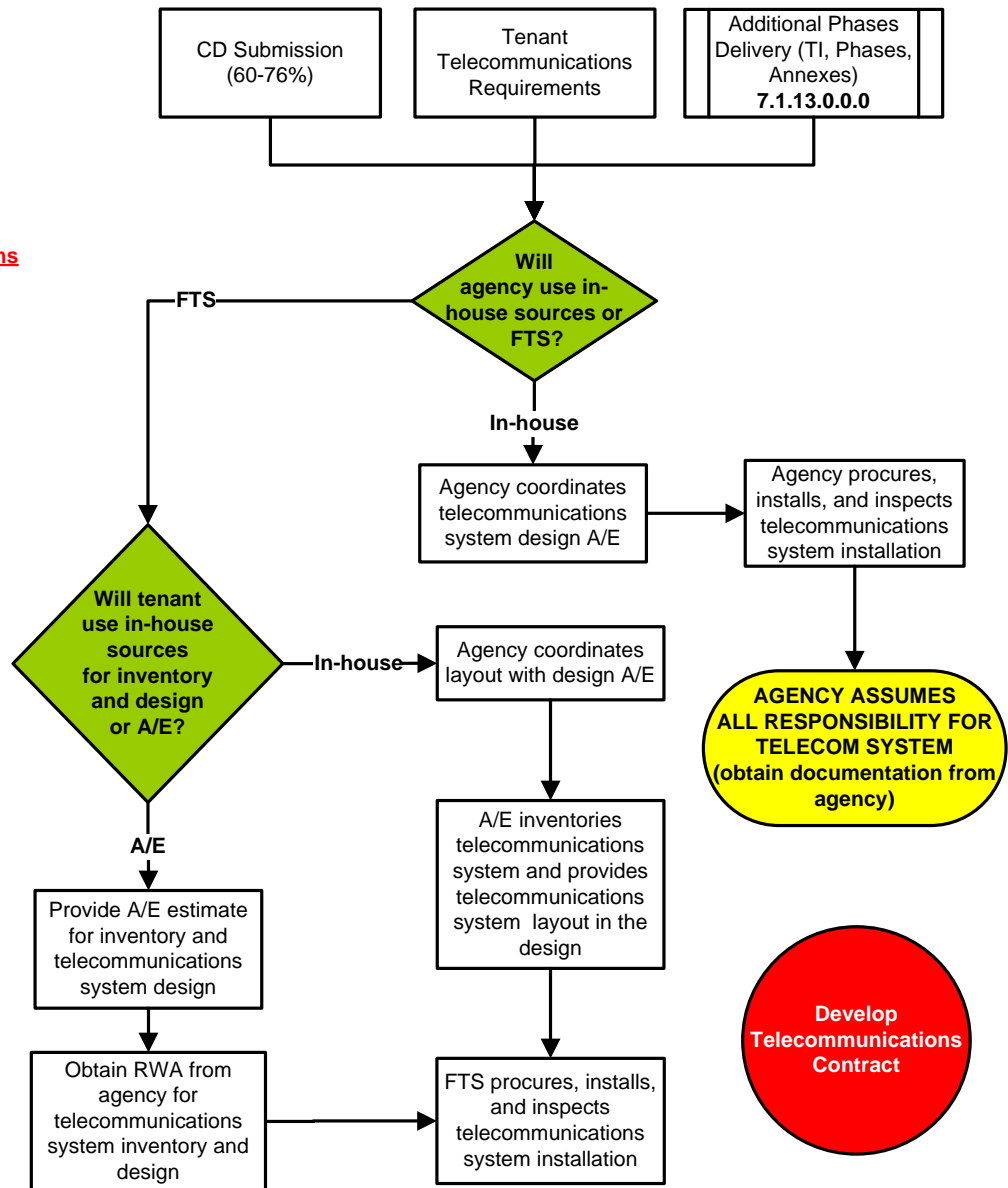 CD Submission
(60-76%)
Tenant
Telecommunications
Requirements
Additional Phases
Delivery (TI, Phases,
Annexes)
7.1.13.0.0.0
Will
agency use in-
house sources or
FTS?
FTS
In-house
Agency coordinates
telecommunications
system design A/E
Agency procures,
installs, and inspects
telecommunications
system installation
AGENCY ASSUMES
ALL RESPONSIBILITY FOR
TELECOM SYSTEM
(obtain documentation from
agency)
Will tenant
use in-house
sources
for inventory
and design
or A/E?
In-house
Agency coordinates
layout with design A/E
A/E inventories
telecommunications
system and provides
telecommunications
system layout in the
design
A/E
Provide A/E estimate
for inventory and
telecommunications
system design
Obtain RWA from
agency for
telecommunications
system inventory and
design
FTS procures, installs,
and inspects
telecommunications
system installation
Develop
Telecommunications
Contract